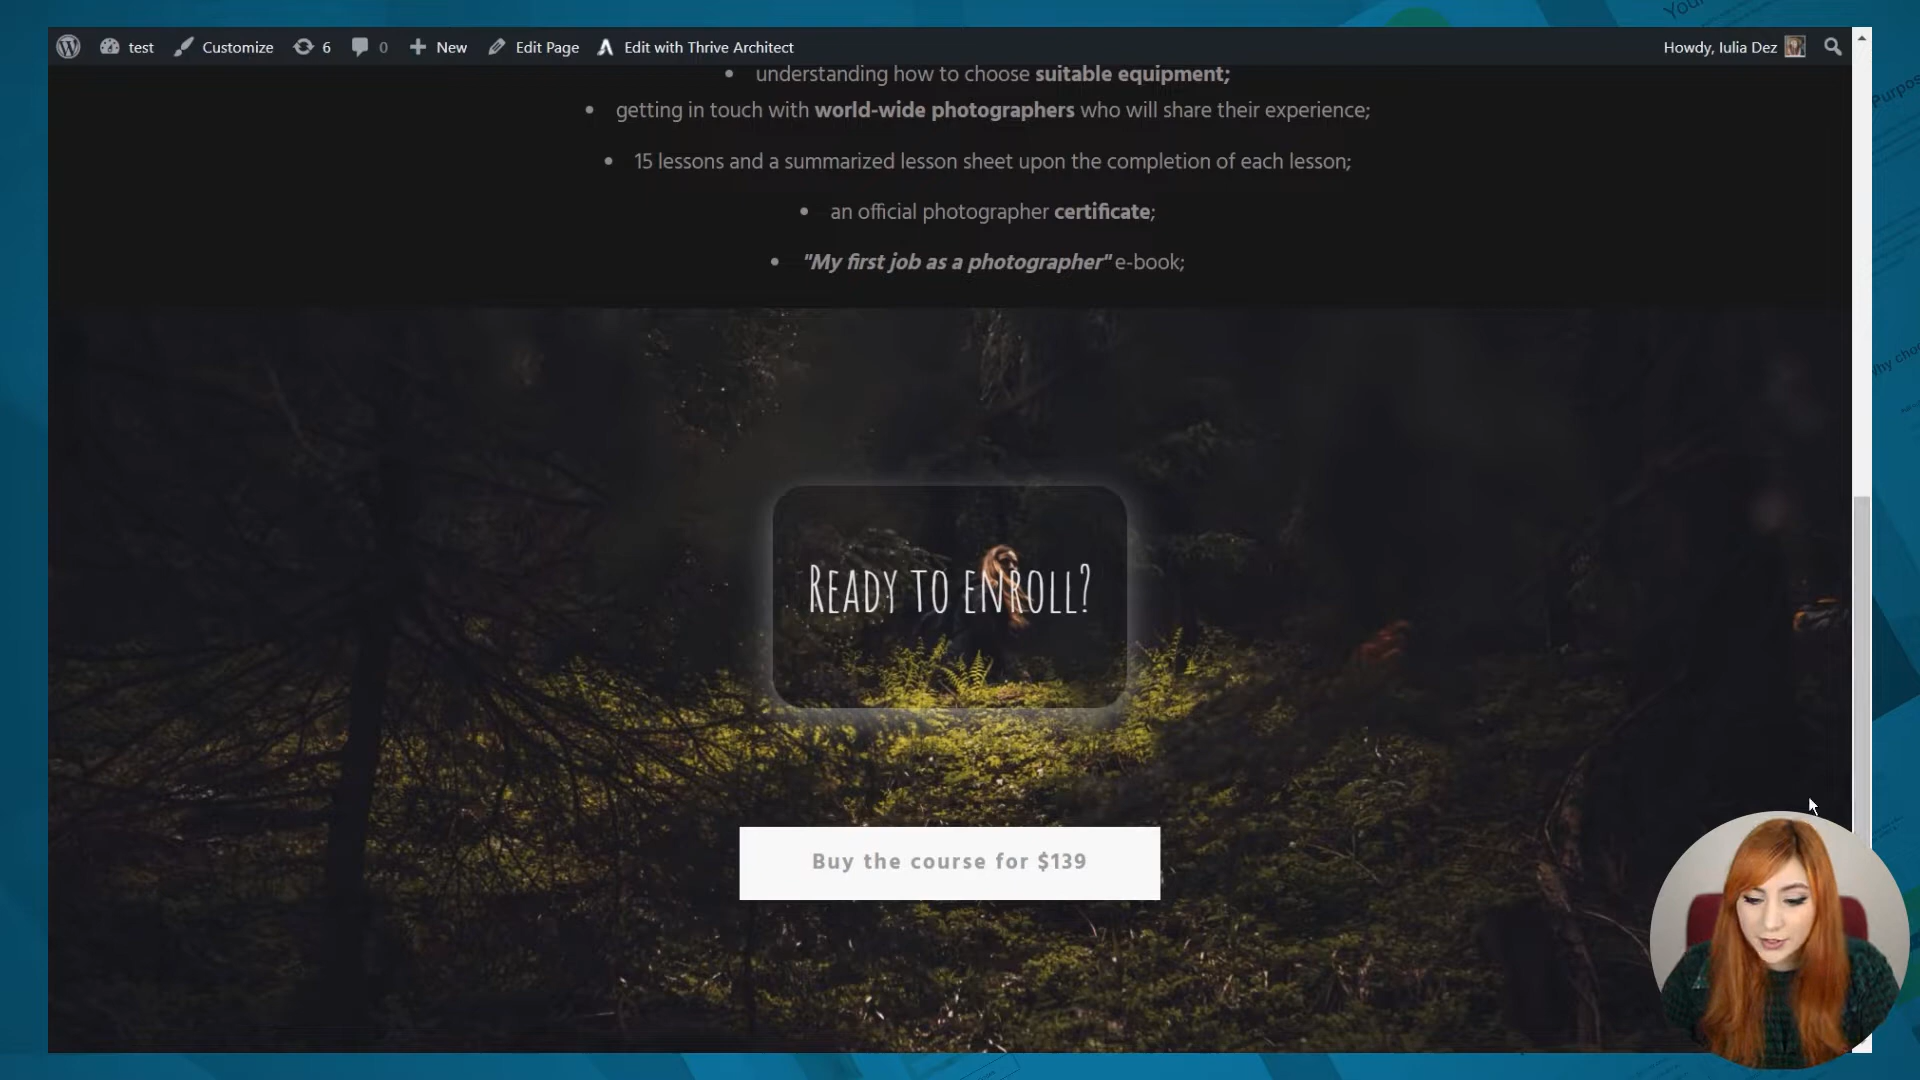 test
Customize
6
0
New
Edit Page
Edit with Thrive Architect
Howdy, Iulia Dez
understanding how to choose suitable equipment;
getting in touch with world-wide photographers who will share their experience;
15 lessons and a summarized lesson sheet upon the completion of each lesson;
an official photographer certificate;
"My first job as a photographer" e-book;
Ready to enroll?
Buy the course for $139